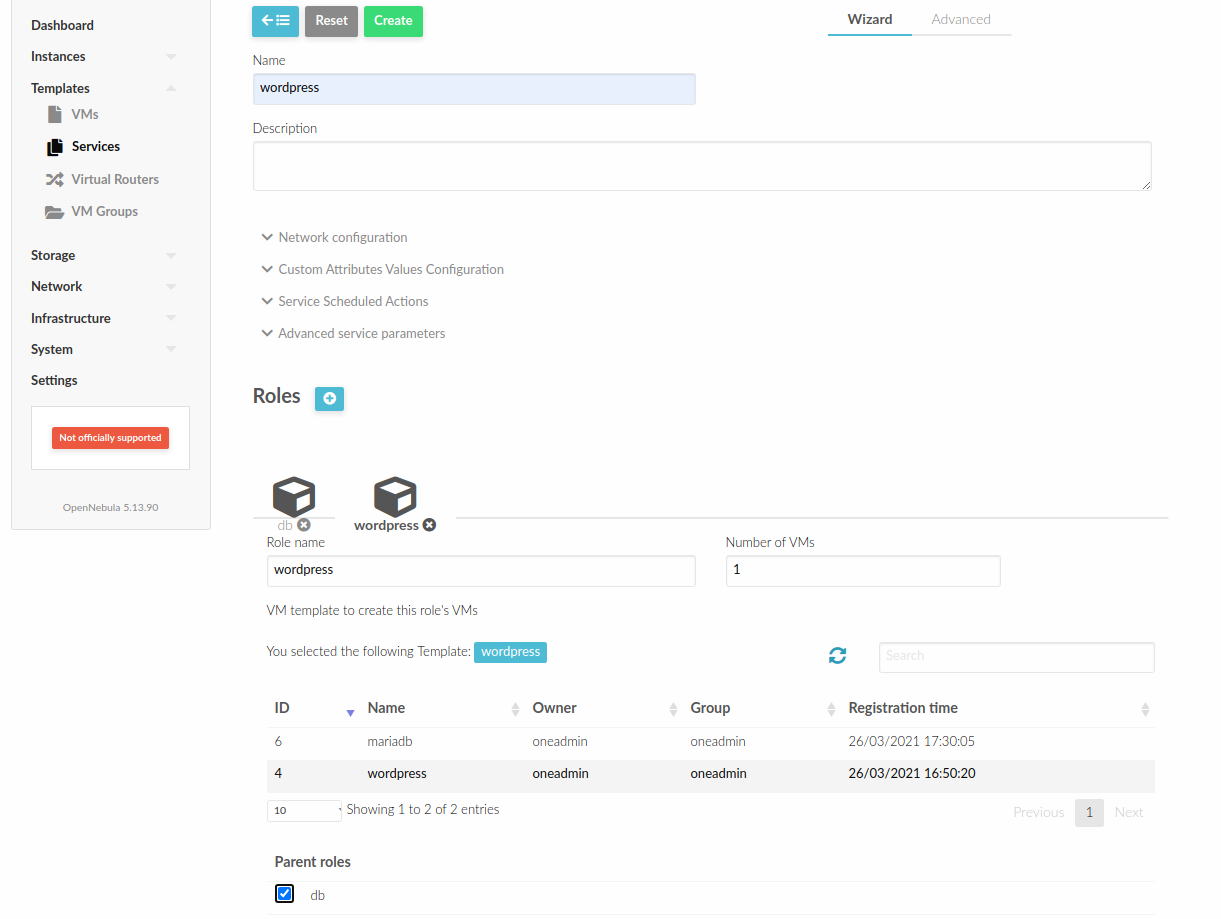 Dashboard
Instances
Templates
VMs
Services
Virtual Routers
VM Groups
Storage
Network
Infrastructure
System
Settings
Not officially supported
OpenNebula 5.13.90
Reset
Create
Wizard
Advanced
Name
wordpress
Description
Network configuration
Custom Attributes Values Configuration
Service Scheduled Actions
Advanced service parameters
Roles
db
wordpress
Role name
Number of VMs
wordpress
1
VM template to create this role's VMs
You selected the following Template: wordpress
Search
ID Name Owner Group Registration time
6 mariadb oneadmin oneadmin 26/03/2021 17:30:05
4 wordpress oneadmin oneadmin 26/03/2021 16:50:20
10 Showing 1 to 2 of 2 entries
Previous 1 Next
Parent roles
db